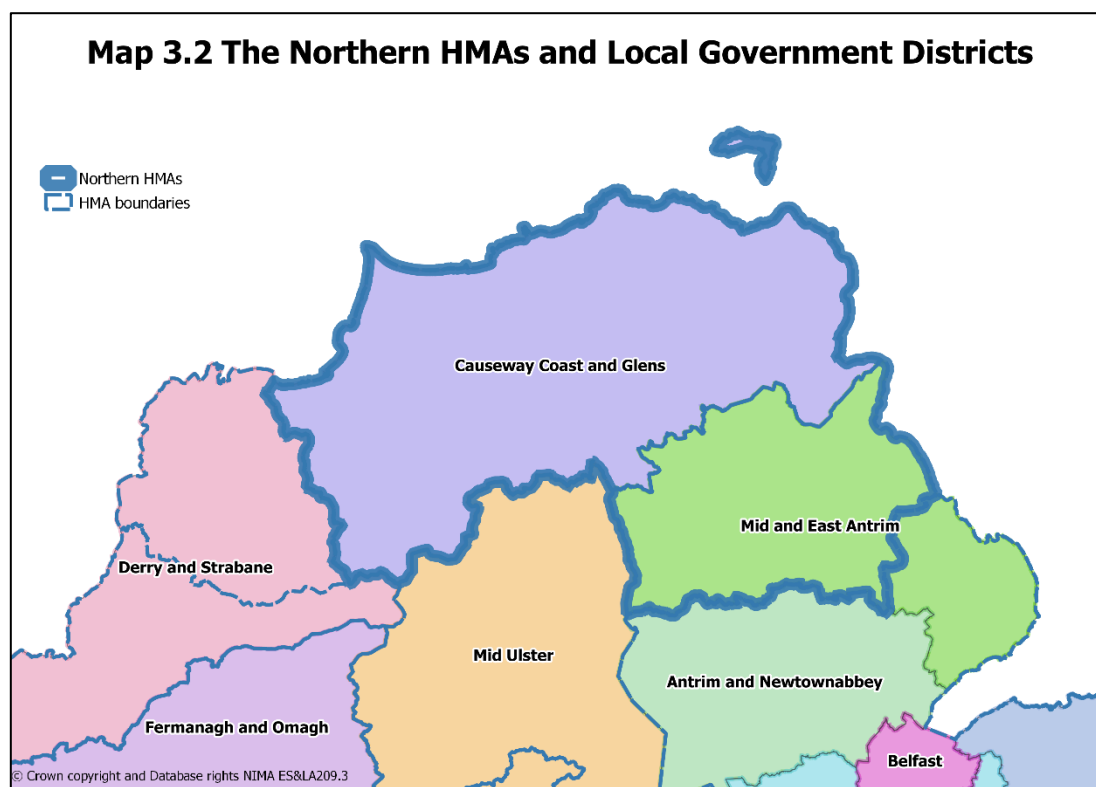 Map 3.2 The Northern HMAs and Local Government Districts
Northern HMAs
HMA boundaries
Causeway Coast and Glens
Mid and East Antrim
Derry and Strabane
Mid Ulster
Antrim and Newtownabbey
Fermanagh and Omagh
Belfast
© Crown copyright and Database rights NIMA ES&LA209.3